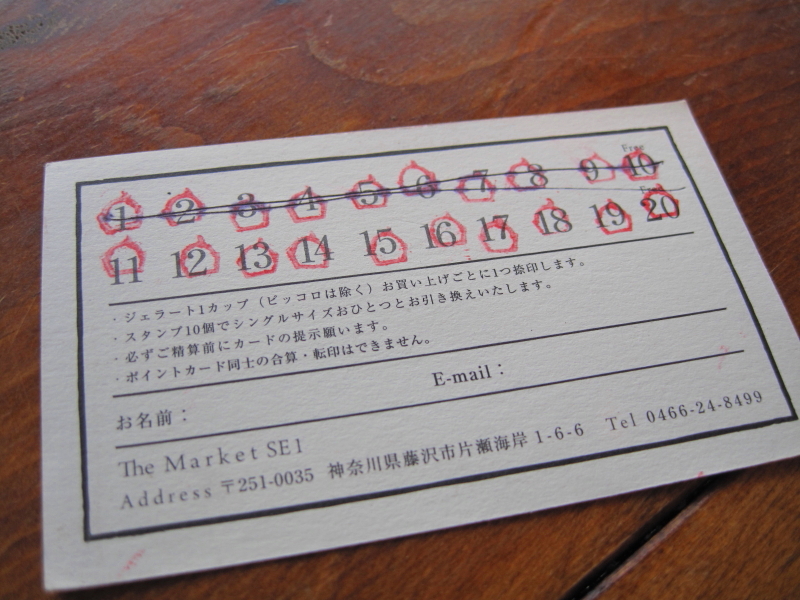 Free
1 2 3 4 5 6 7 8 9 10
Free
11 12 13 14 15 16 17 18 19 20
・ジェラート1カップ（ピッコロは除く）お買い上げごとに1つ捺印します。
・スタンプ10個でシングルサイズおひとつとお引き換えいたします。
・必ずご精算前にカードの提示願います。
・ポイントカード同士の合算・転印はできません。
お名前： E-mail：
The Market SE1
Address 〒251-0035 神奈川県藤沢市片瀬海岸 1-6-6 Tel 0466-24-8499